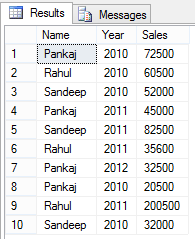 Results Messages
Name Year Sales
1 Pankaj 2010 72500
2 Rahul 2010 60500
3 Sandeep 2010 52000
4 Pankaj 2011 45000
5 Sandeep 2011 82500
6 Rahul 2011 35600
7 Pankaj 2012 32500
8 Pankaj 2010 20500
9 Rahul 2011 200500
10 Sandeep 2010 32000